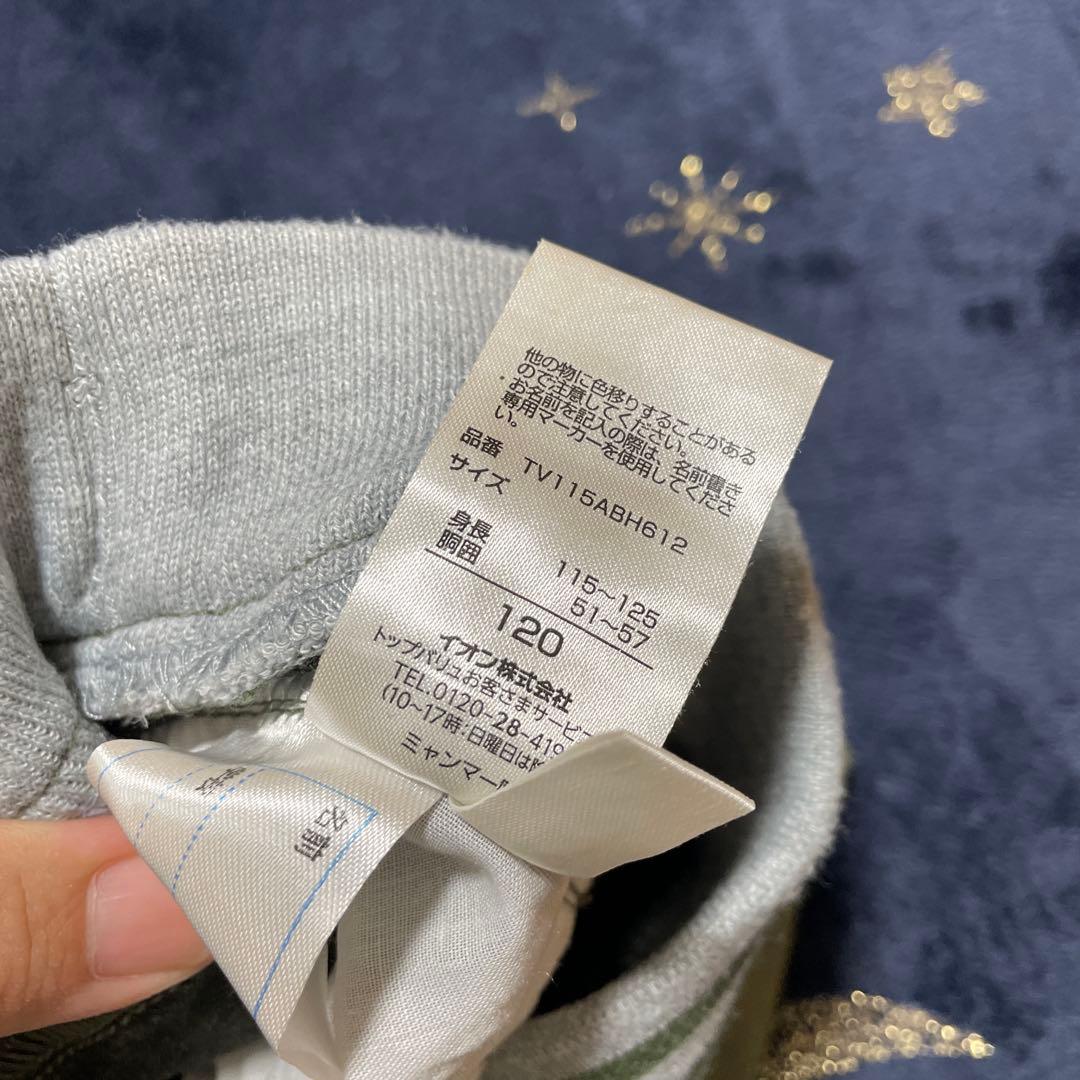 他の物に色移りすることがある
ので注意してください。
・お名前を記入の際は、名前書き
専用マーカーを使用してくださ
い。
品番 TV115ABH612
サイズ
身長 115~125
胴囲 51~57
120
イオン株式会社
トップバリュお客さまサービ
TEL.0120-28-419
(10~17時:日曜日は
ミャンマー
名前